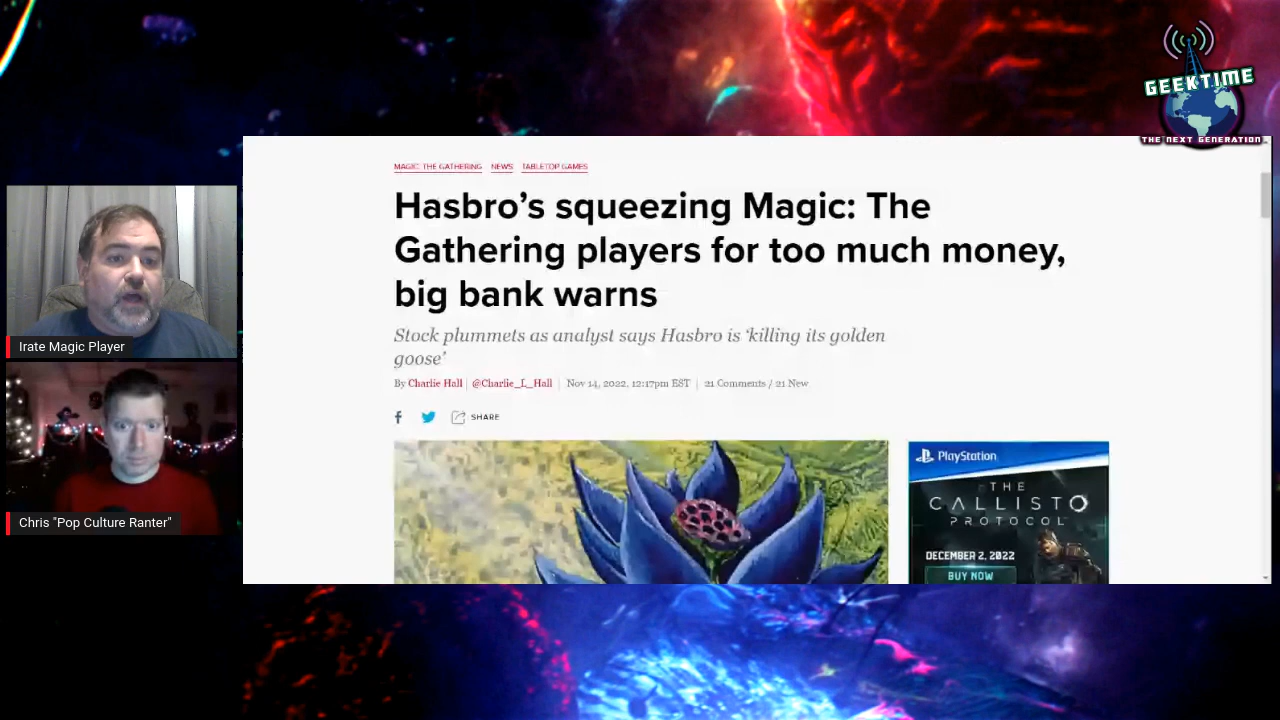 GEEKTIME
THE NEXT GENERATION
MAGIC: THE GATHERING NEWS TABLETOP GAMES
Hasbro’s squeezing Magic: The
Gathering players for too much money,
big bank warns
Stock plummets as analyst says Hasbro is ‘killing its golden
goose’
By Charlie Hall | @Charlie_L_Hall | Nov 14, 2022, 12:17pm EST | 21 Comments / 21 New
SHARE
Irate Magic Player
Chris "Pop Culture Ranter"
PlayStation
THE
CALLISTO
PROTOCOL
DECEMBER 2, 2022
BUY NOW